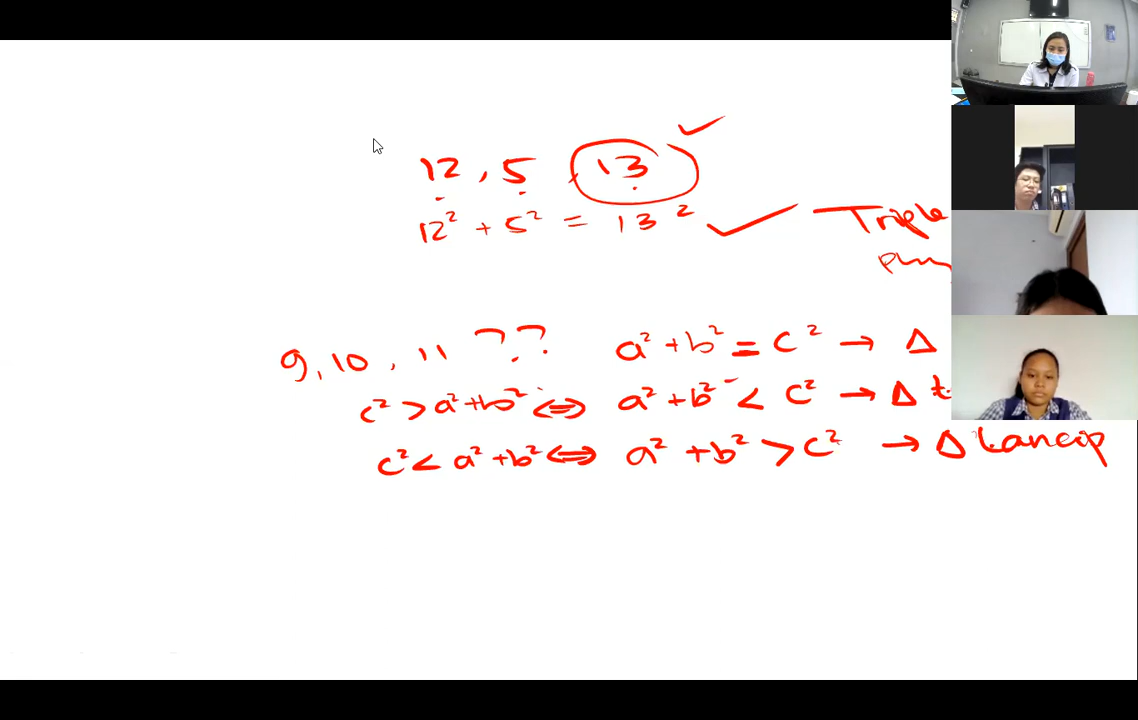 12, 5, 13
12² + 5² = 13² Triple
9, 10, 11 ?? a² + b² = c² → Δ
c² > a² + b² ⇔ a² + b² < c² → Δ t
c² < a² + b² ⇔ a² + b² > c² → Δ Lancip